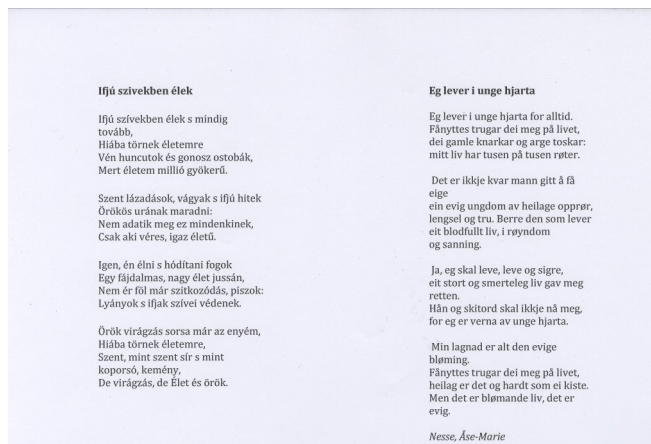 Ifjú szivekben élek
Ifjú szívekben élek s mindig
tovább,
Hiába törnek életemre
Vén huncutok és gonosz ostobák,
Mert életem millió gyökerű.
Szent lázadások, vágyak s ifjú hitek
Örökös urának maradni:
Nem adatik meg ez mindenkinek,
Csak aki véres, igaz életű.
Igen, én élni s hódítani fogok
Egy fájdalmas, nagy élet jussán,
Nem ér föl már szitkozódás, piszok:
Lyányok s ifjak szívei védenek.
Örök virágzás sorsa már az enyém,
Hiába törnek életemre,
Szent, mint szent sír s mint
koporsó, kemény,
De virágzás, de Élet és örök.
Eg lever i unge hjarta
Eg lever i unge hjarta for alltid.
Fånyttes trugar dei meg på livet,
dei gamle knarkar og arge toskar:
mitt liv har tusen på tusen røter.
Det er ikkje kvar mann gitt å få
eige
ein evig ungdom av heilage opprør,
lengsel og tru. Berre den som lever
eit blodfullt liv, i røyndom
og sanning.
Ja, eg skal leve, leve og sigre,
eit stort og smerteleg liv gav meg
retten.
Hån og skitord skal ikkje nå meg,
for eg er verna av unge hjarta.
Min lagnad er alt den evige
bløming.
Fånyttes trugar dei meg på livet,
heilag er det og hardt som ei kiste.
Men det er blømande liv, det er
evig.
Nesse, Åse-Marie